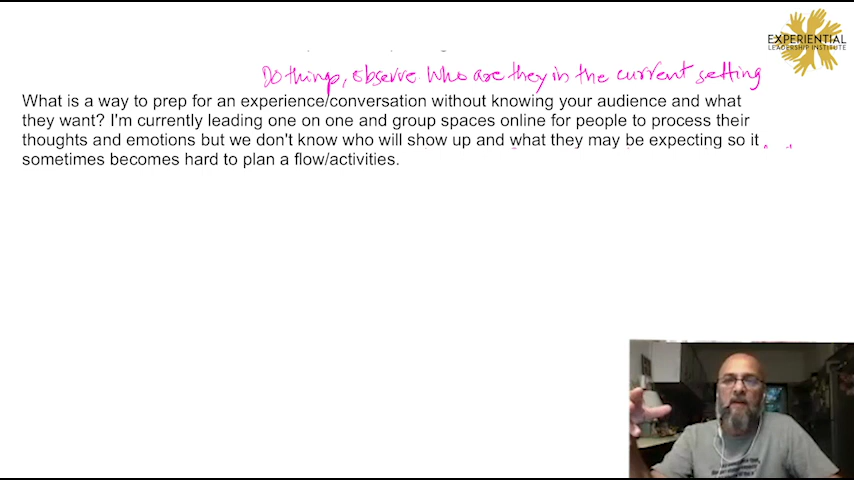 EXPERIENTIAL
LEADERSHIP INSTITUTE
Do things, observe who are they in the current setting
What is a way to prep for an experience/conversation without knowing your audience and what
they want? I'm currently leading one on one and group spaces online for people to process their
thoughts and emotions but we don't know who will show up and what they may be expecting so it
sometimes becomes hard to plan a flow/activities.